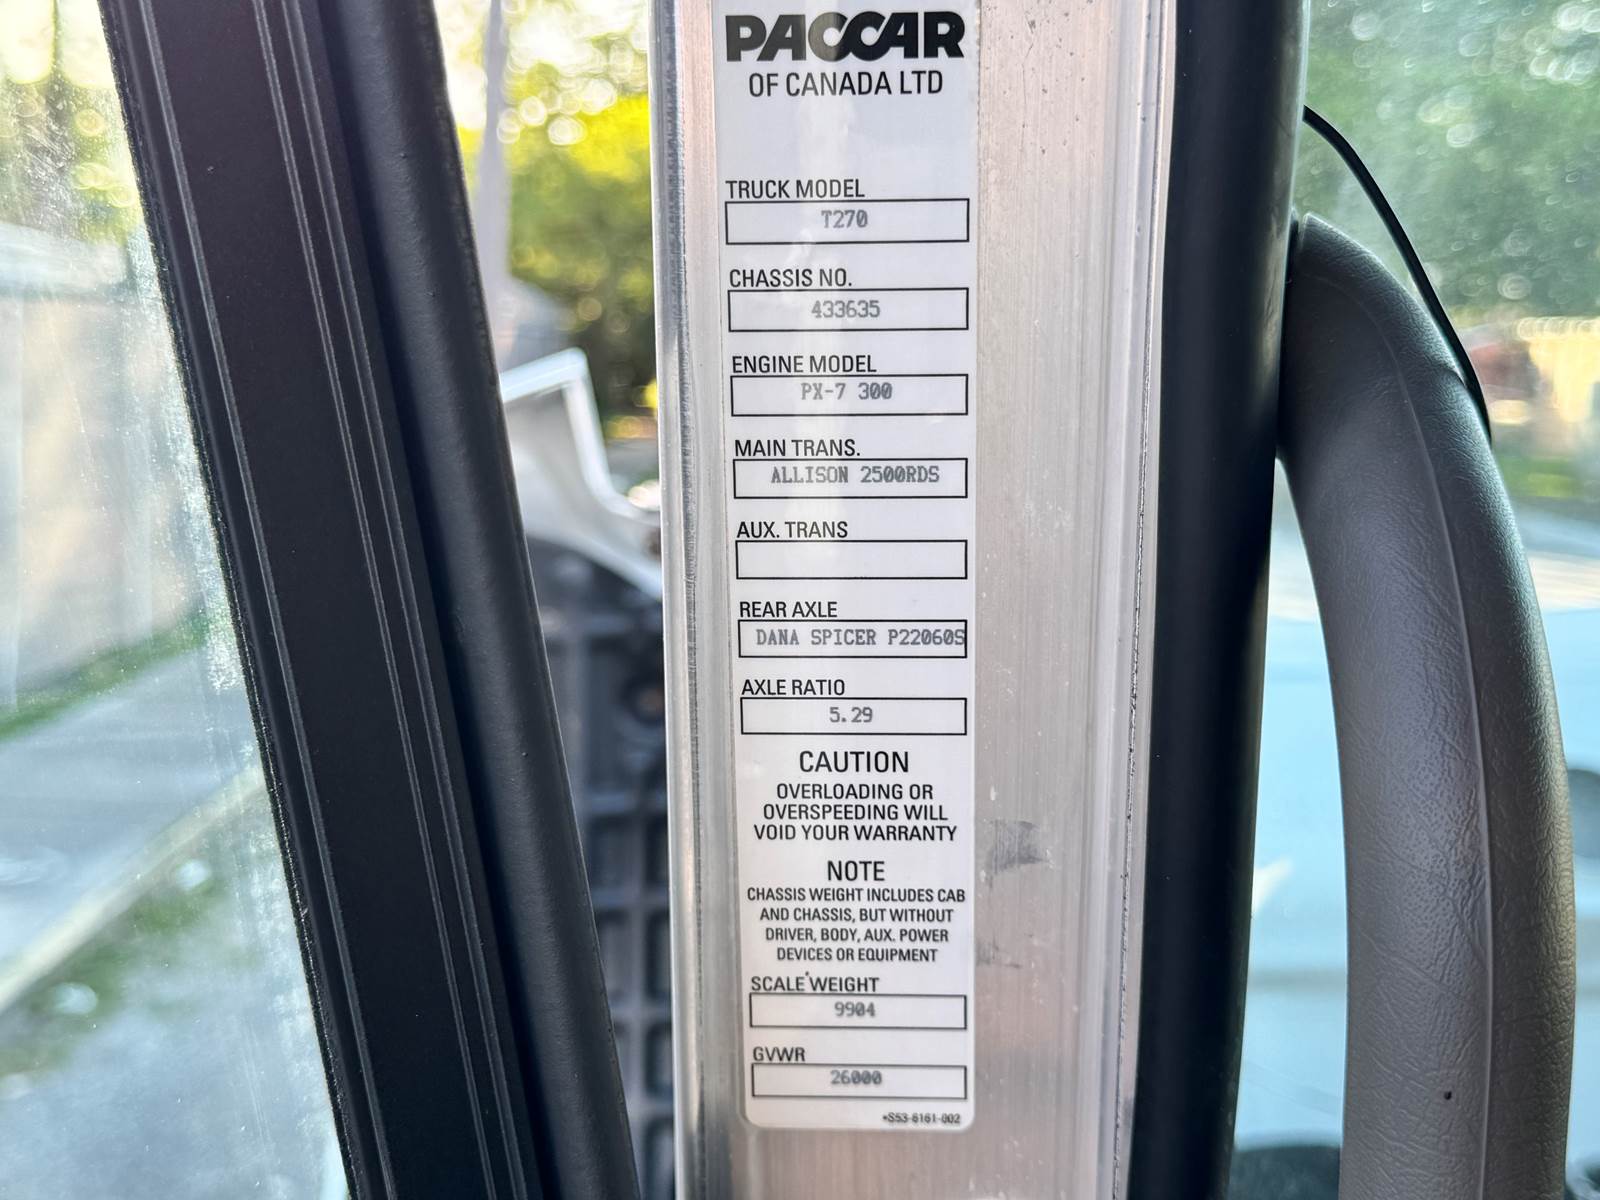 PACCAR
OF CANADA LTD
TRUCK MODEL
T270
CHASSIS NO.
433635
ENGINE MODEL
PX-7 300
MAIN TRANS.
ALLISON 2500RDS
AUX. TRANS
REAR AXLE
DANA SPICER P22060S
AXLE RATIO
5.29
CAUTION
OVERLOADING OR
OVERSPEEDING WILL
VOID YOUR WARRANTY
NOTE
CHASSIS WEIGHT INCLUDES CAB
AND CHASSIS, BUT WITHOUT
DRIVER, BODY, AUX. POWER
DEVICES OR EQUIPMENT
SCALE WEIGHT
9904
GVWR
26000
*S53-6161-002